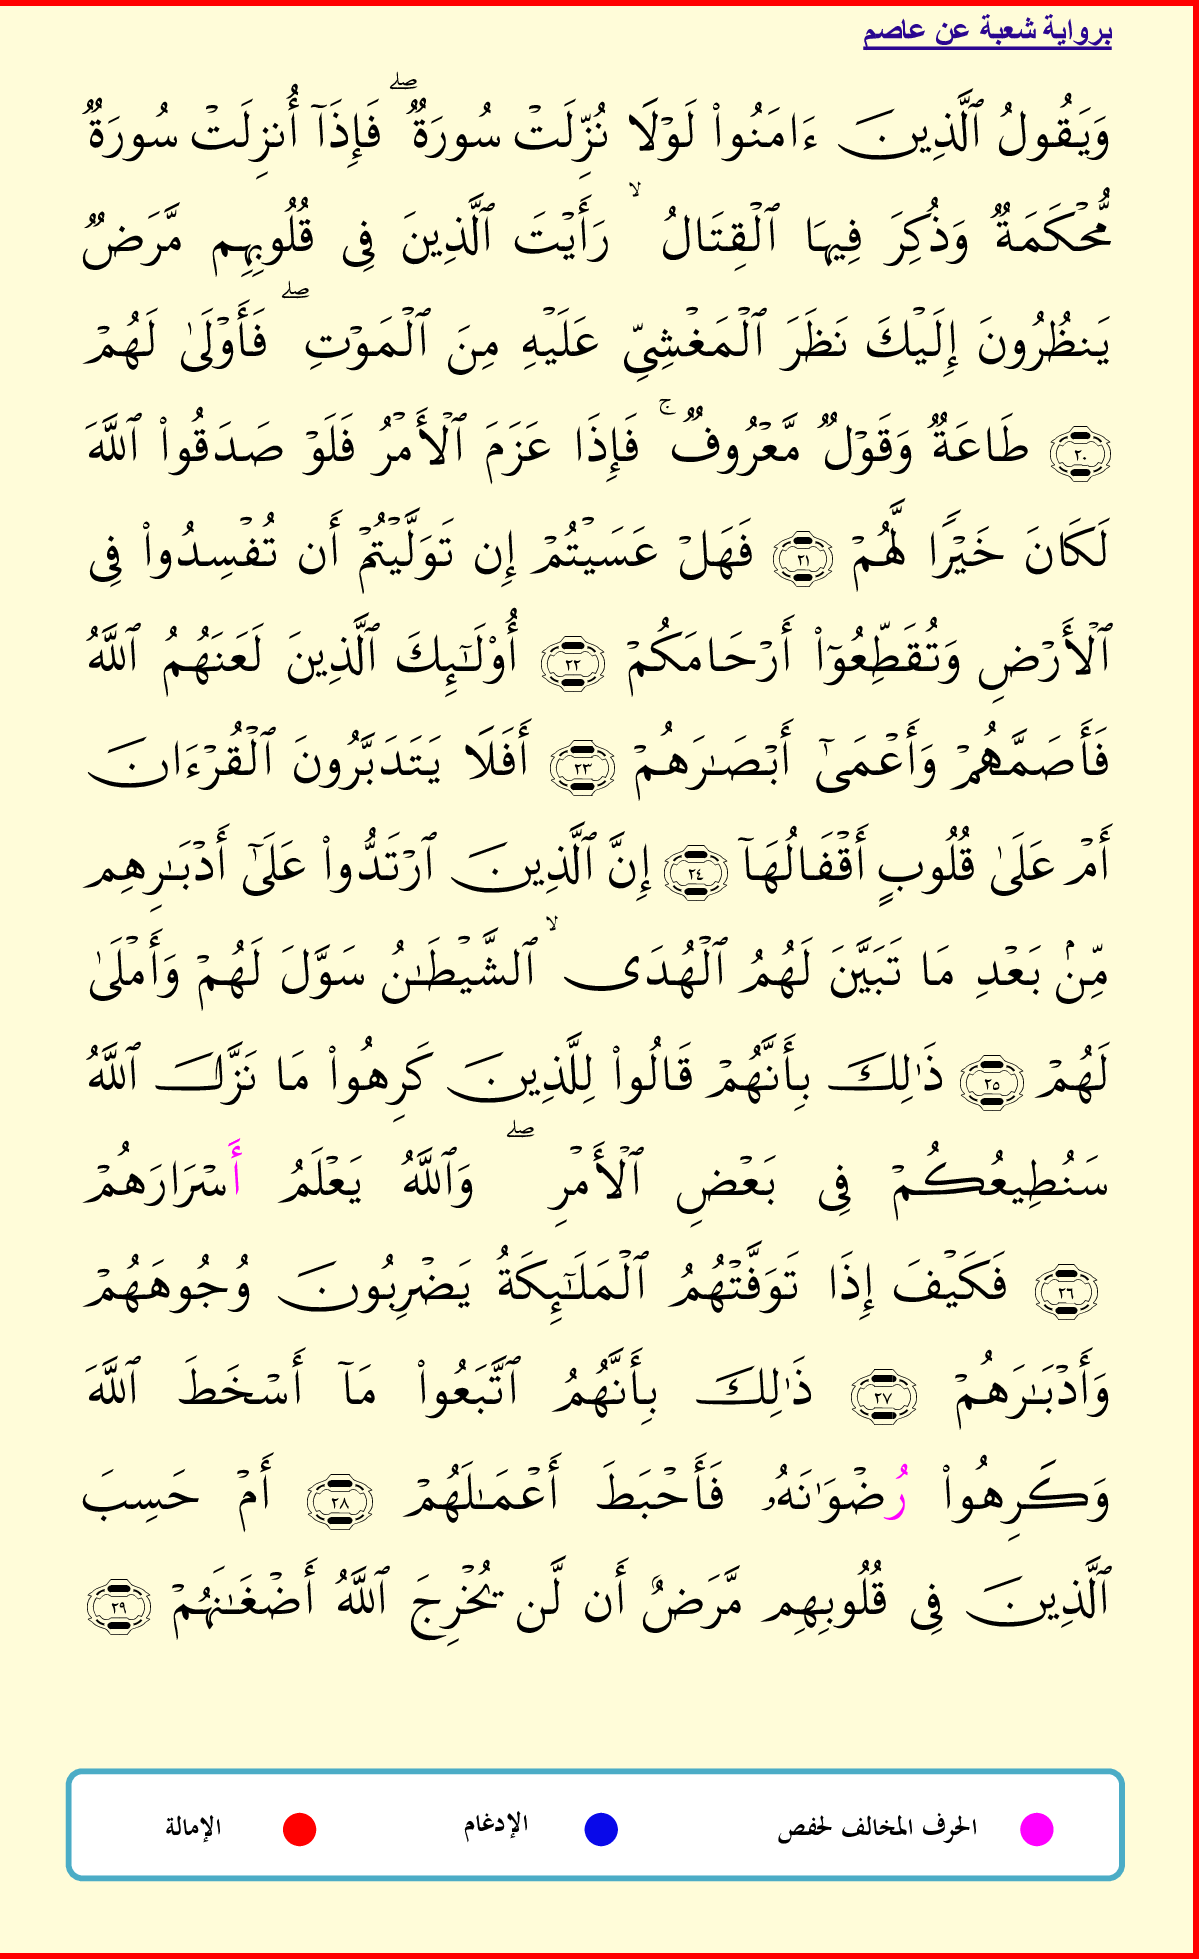 برواية شعبة عن عاصم
وَيَقُولُ ٱلَّذِينَ ءَامَنُوا۟ لَوْلَا نُزِّلَتْ سُورَةٌ ۖ فَإِذَآ أُنزِلَتْ سُورَةٌ
مُّحْكَمَةٌ وَذُكِرَ فِيهَا ٱلْقِتَالُ ۙ رَأَيْتَ ٱلَّذِينَ فِى قُلُوبِهِم مَّرَضٌ
يَنظُرُونَ إِلَيْكَ نَظَرَ ٱلْمَغْشِىِّ عَلَيْهِ مِنَ ٱلْمَوْتِ ۖ فَأَوْلَىٰ لَهُمْ
٢٠ طَاعَةٌ وَقَوْلٌ مَّعْرُوفٌ ۚ فَإِذَا عَزَمَ ٱلْأَمْرُ فَلَوْ صَدَقُوا۟ ٱللَّهَ
لَكَانَ خَيْرًا لَّهُمْ ٢١ فَهَلْ عَسَيْتُمْ إِن تَوَلَّيْتُمْ أَن تُفْسِدُوا۟ فِى
ٱلْأَرْضِ وَتُقَطِّعُوٓا۟ أَرْحَامَكُمْ ٢٢ أُو۟لَـٰٓئِكَ ٱلَّذِينَ لَعَنَهُمُ ٱللَّهُ
فَأَصَمَّهُمْ وَأَعْمَىٰٓ أَبْصَـٰرَهُمْ ٢٣ أَفَلَا يَتَدَبَّرُونَ ٱلْقُرْءَانَ
أَمْ عَلَىٰ قُلُوبٍ أَقْفَالُهَآ ٢٤ إِنَّ ٱلَّذِينَ ٱرْتَدُّوا۟ عَلَىٰٓ أَدْبَـٰرِهِم
مِّنۢ بَعْدِ مَا تَبَيَّنَ لَهُمُ ٱلْهُدَى ۙ ٱلشَّيْطَـٰنُ سَوَّلَ لَهُمْ وَأَمْلَىٰ
لَهُمْ ٢٥ ذَٰلِكَ بِأَنَّهُمْ قَالُوا۟ لِلَّذِينَ كَرِهُوا۟ مَا نَزَّلَ ٱللَّهُ
سَنُطِيعُكُمْ فِى بَعْضِ ٱلْأَمْرِ ۖ وَٱللَّهُ يَعْلَمُ أَسْرَارَهُمْ
٢٦ فَكَيْفَ إِذَا تَوَفَّتْهُمُ ٱلْمَلَـٰٓئِكَةُ يَضْرِبُونَ وُجُوهَهُمْ
وَأَدْبَـٰرَهُمْ ٢٧ ذَٰلِكَ بِأَنَّهُمُ ٱتَّبَعُوا۟ مَآ أَسْخَطَ ٱللَّهَ
وَكَرِهُوا۟ رُضْوَٰنَهُۥ فَأَحْبَطَ أَعْمَـٰلَهُمْ ٢٨ أَمْ حَسِبَ
ٱلَّذِينَ فِى قُلُوبِهِم مَّرَضٌ أَن لَّن يُخْرِجَ ٱللَّهُ أَضْغَـٰنَهُمْ ٢٩
الحرف المخالف لحفص الإدغام الإمالة